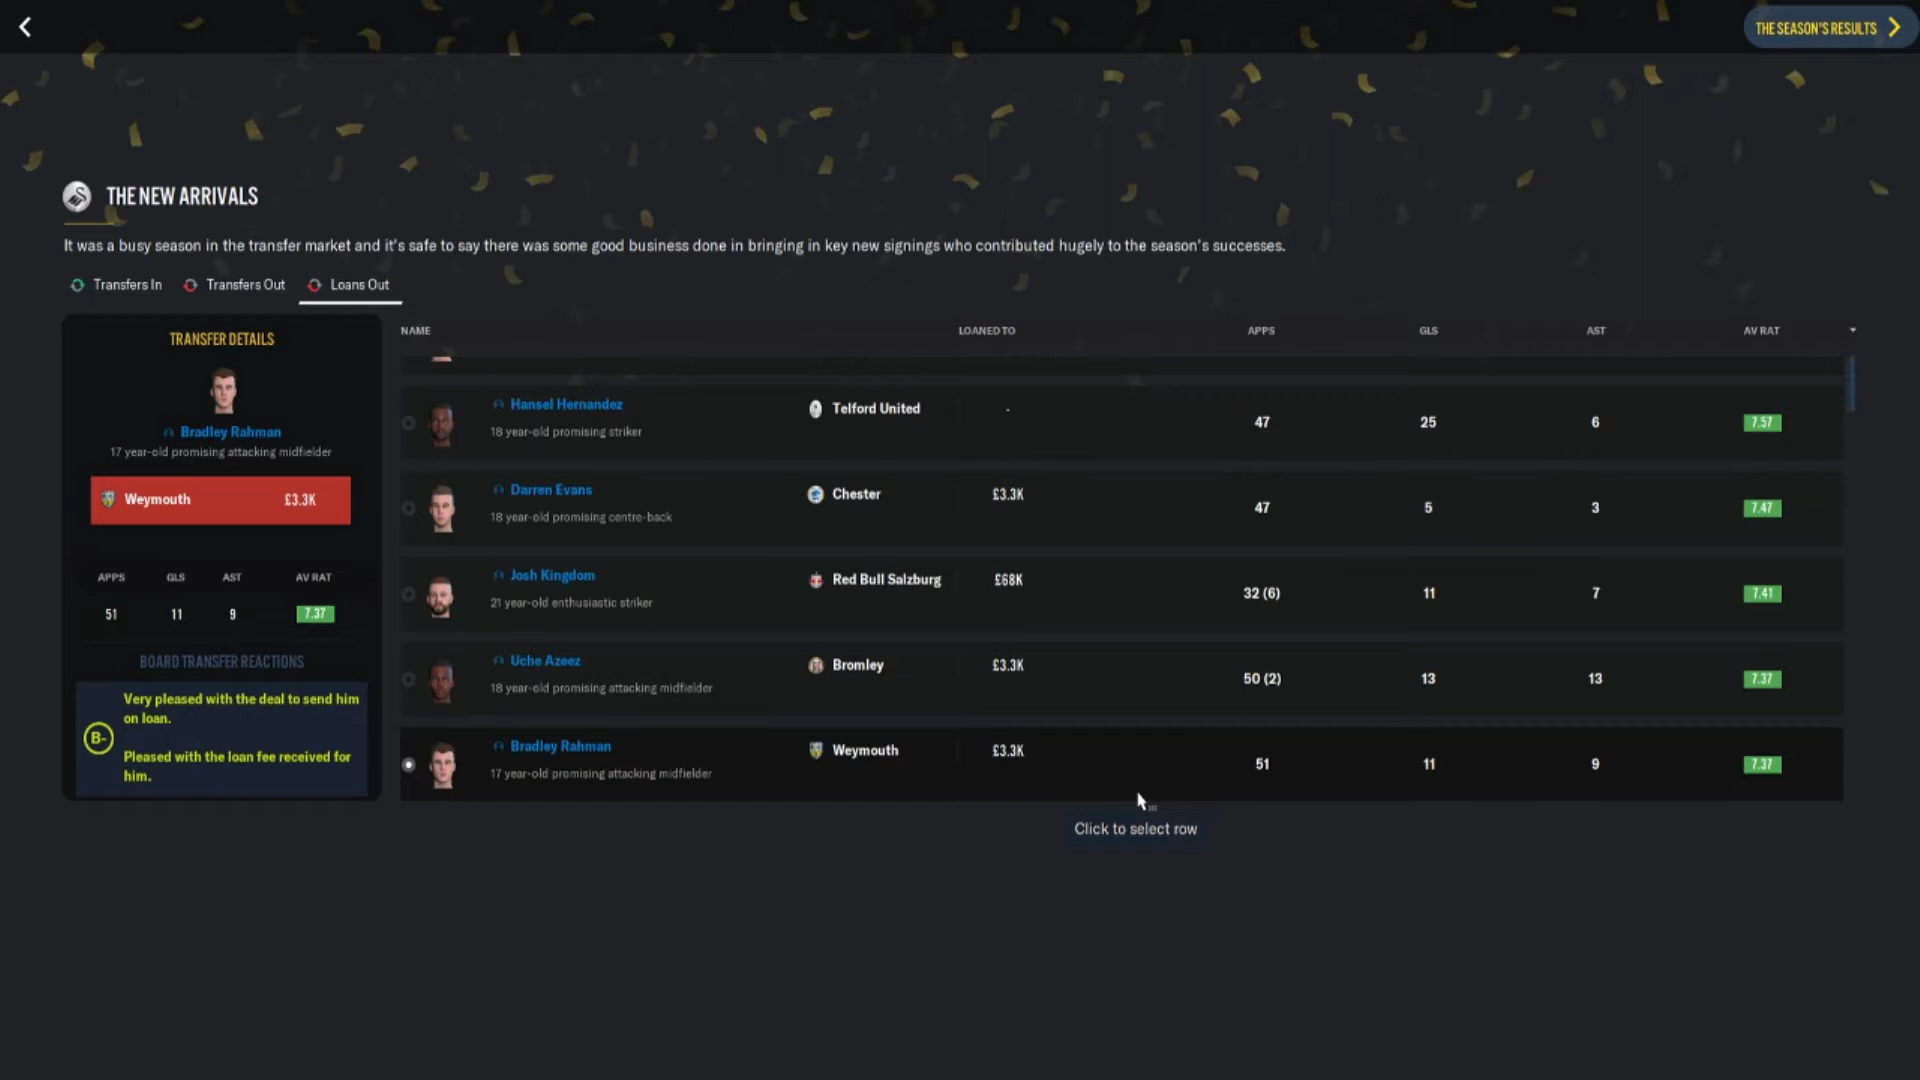 THE SEASON'S RESULTS
THE NEW ARRIVALS
It was a busy season in the transfer market and it's safe to say there was some good business done in bringing in key new signings who contributed hugely to the season's successes.
Transfers In Transfers Out Loans Out
TRANSFER DETAILS
Bradley Rahman
17 year-old promising attacking midfielder
Weymouth £3.3K
APPS GLS AST AV RAT
51 11 9 7.37
BOARD TRANSFER REACTIONS
B-
Very pleased with the deal to send him
on loan.
Pleased with the loan fee received for
him.
NAME LOANED TO APPS GLS AST AV RAT
Hansel Hernandez Telford United - 47 25 6 7.57
18 year-old promising striker
Darren Evans Chester £3.3K 47 5 3 7.47
18 year-old promising centre-back
Josh Kingdom Red Bull Salzburg £68K 32 (6) 11 7 7.41
21 year-old enthusiastic striker
Uche Azeez Bromley £3.3K 50 (2) 13 13 7.37
18 year-old promising attacking midfielder
Bradley Rahman Weymouth £3.3K 51 11 9 7.37
17 year-old promising attacking midfielder
Click to select row